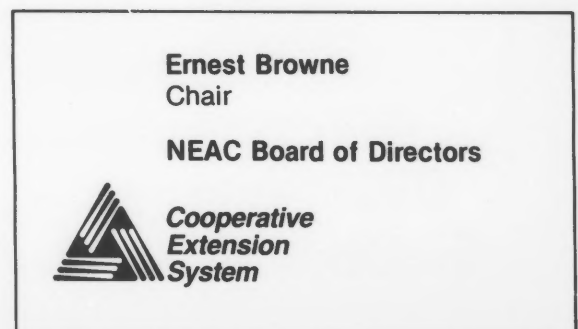 Ernest Browne
Chair
NEAC Board of Directors
Cooperative
Extension
System